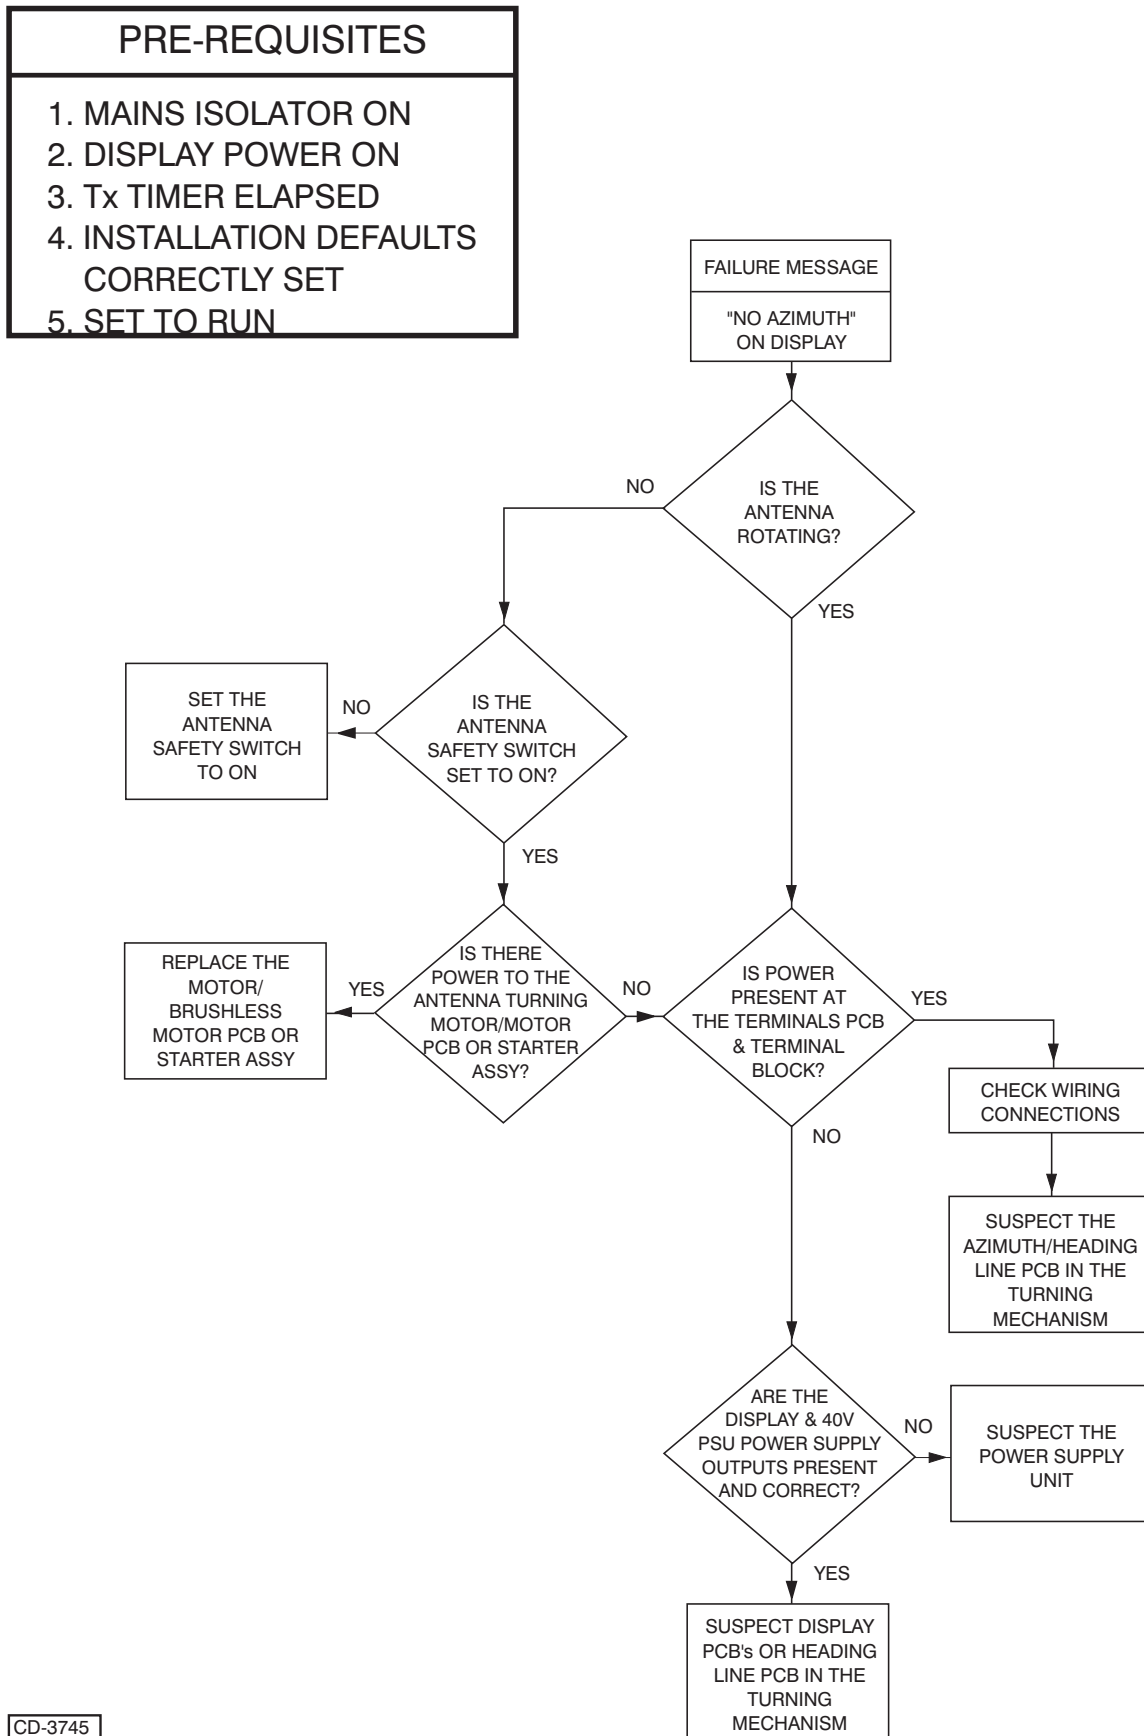 PRE-REQUISITES
1. MAINS ISOLATOR ON
2. DISPLAY POWER ON
3. Tx TIMER ELAPSED
4. INSTALLATION DEFAULTS
CORRECTLY SET
5. SET TO RUN
FAILURE MESSAGE
"NO AZIMUTH"
ON DISPLAY
IS THE
ANTENNA
ROTATING?
NO
YES
IS THE
ANTENNA
SAFETY SWITCH
SET TO ON?
NO
SET THE
ANTENNA
SAFETY SWITCH
TO ON
YES
IS THERE
POWER TO THE
ANTENNA TURNING
MOTOR/MOTOR
PCB OR STARTER
ASSY?
YES
REPLACE THE
MOTOR/
BRUSHLESS
MOTOR PCB OR
STARTER ASSY
NO
IS POWER
PRESENT AT
THE TERMINALS PCB
& TERMINAL
BLOCK?
YES
CHECK WIRING
CONNECTIONS
SUSPECT THE
AZIMUTH/HEADING
LINE PCB IN THE
TURNING
MECHANISM
NO
ARE THE
DISPLAY & 40V
PSU POWER SUPPLY
OUTPUTS PRESENT
AND CORRECT?
NO
SUSPECT THE
POWER SUPPLY
UNIT
YES
SUSPECT DISPLAY
PCB's OR HEADING
LINE PCB IN THE
TURNING
MECHANISM
CD-3745